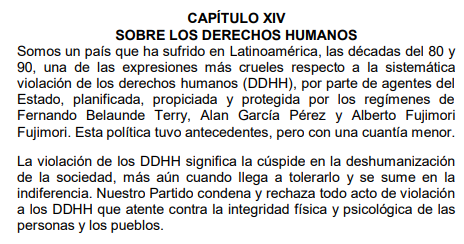 CAPÍTULO XIV
SOBRE LOS DERECHOS HUMANOS
Somos un país que ha sufrido en Latinoamérica, las décadas del 80 y
90, una de las expresiones más crueles respecto a la sistemática
violación de los derechos humanos (DDHH), por parte de agentes del
Estado, planificada, propiciada y protegida por los regímenes de
Fernando Belaunde Terry, Alan García Pérez y Alberto Fujimori
Fujimori. Esta política tuvo antecedentes, pero con una cuantía menor.
La violación de los DDHH significa la cúspide en la deshumanización
de la sociedad, más aún cuando llega a tolerarlo y se sume en la
indiferencia. Nuestro Partido condena y rechaza todo acto de violación
a los DDHH que atente contra la integridad física y psicológica de las
personas y los pueblos.